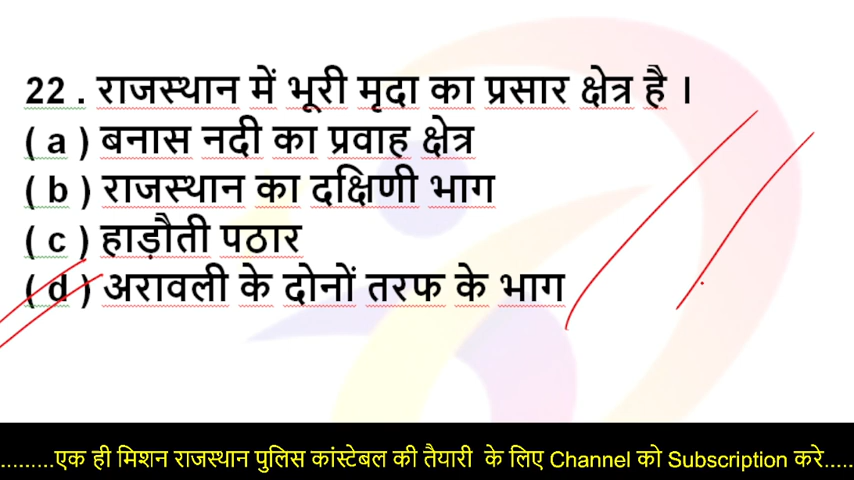 22 . राजस्थान में भूरी मृदा का प्रसार क्षेत्र है ।
( a ) बनास नदी का प्रवाह क्षेत्र
( b ) राजस्थान का दक्षिणी भाग
( c ) हाड़ौती पठार
( d ) अरावली के दोनों तरफ के भाग
.........एक ही मिशन राजस्थान पुलिस कांस्टेबल की तैयारी के लिए Channel को Subscription करे.....